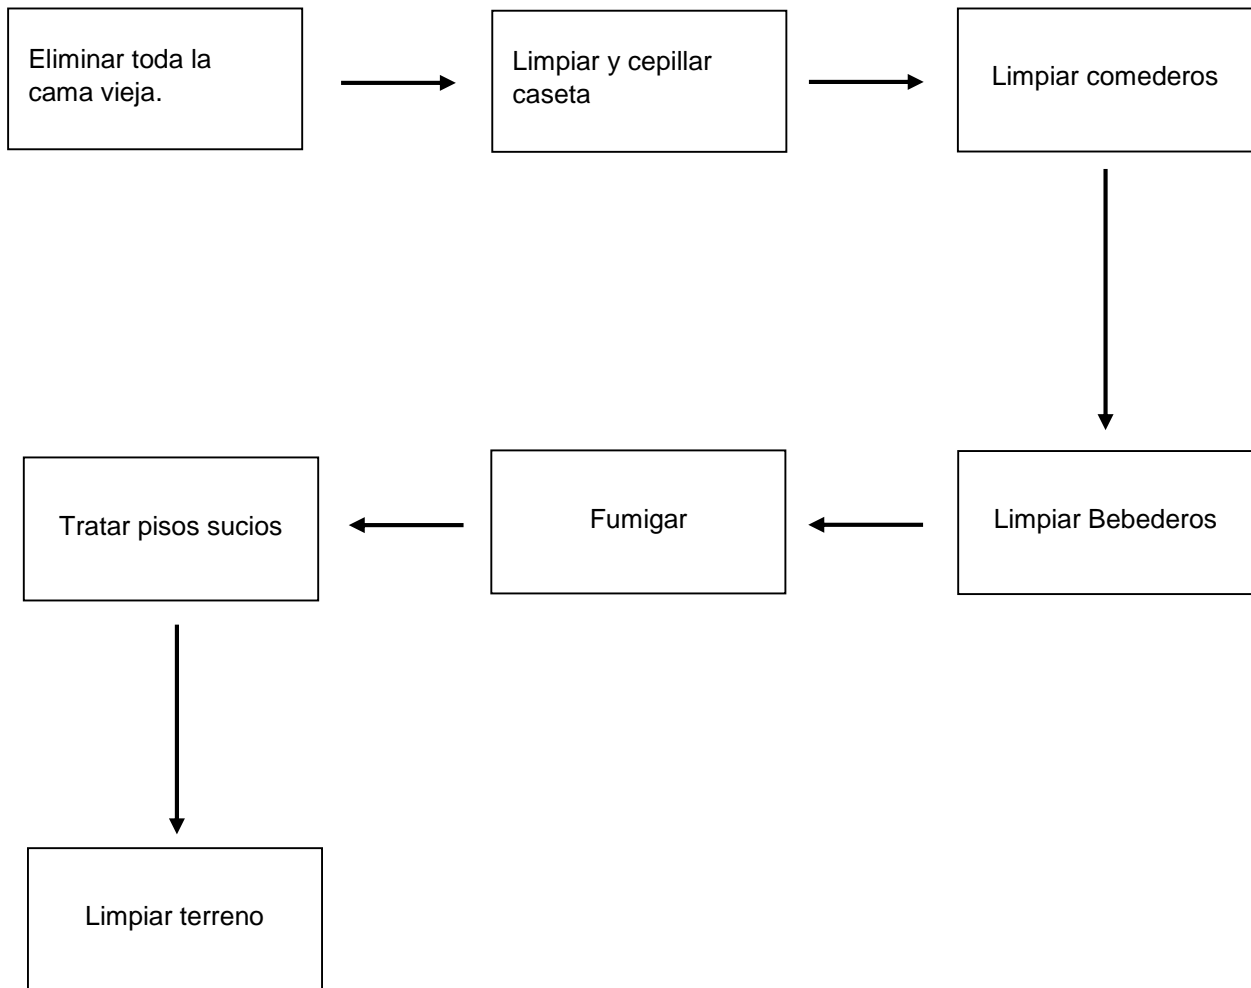 Eliminar toda la
cama vieja.
Limpiar y cepillar
caseta
Limpiar comederos
Limpiar Bebederos
Fumigar
Tratar pisos sucios
Limpiar terreno